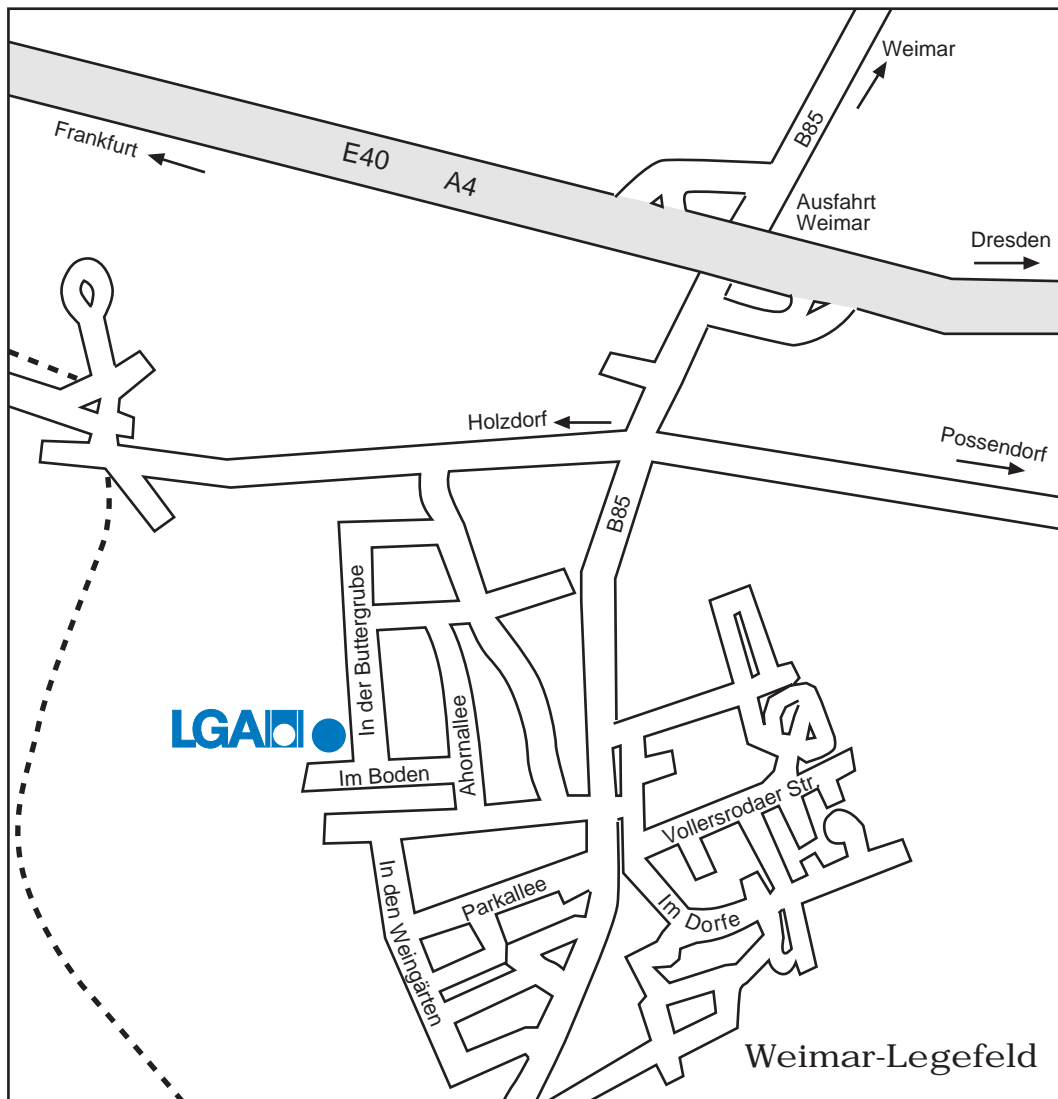 Weimar
B85
Frankfurt
E40
A4
Ausfahrt
Weimar
Dresden
Holzdorf
Possendorf
B85
In der Buttergrube
LGA
Ahornallee
Im Boden
Vollersrodaer Str.
In den Weingärten
Parkallee
Im Dorfe
Weimar-Legefeld